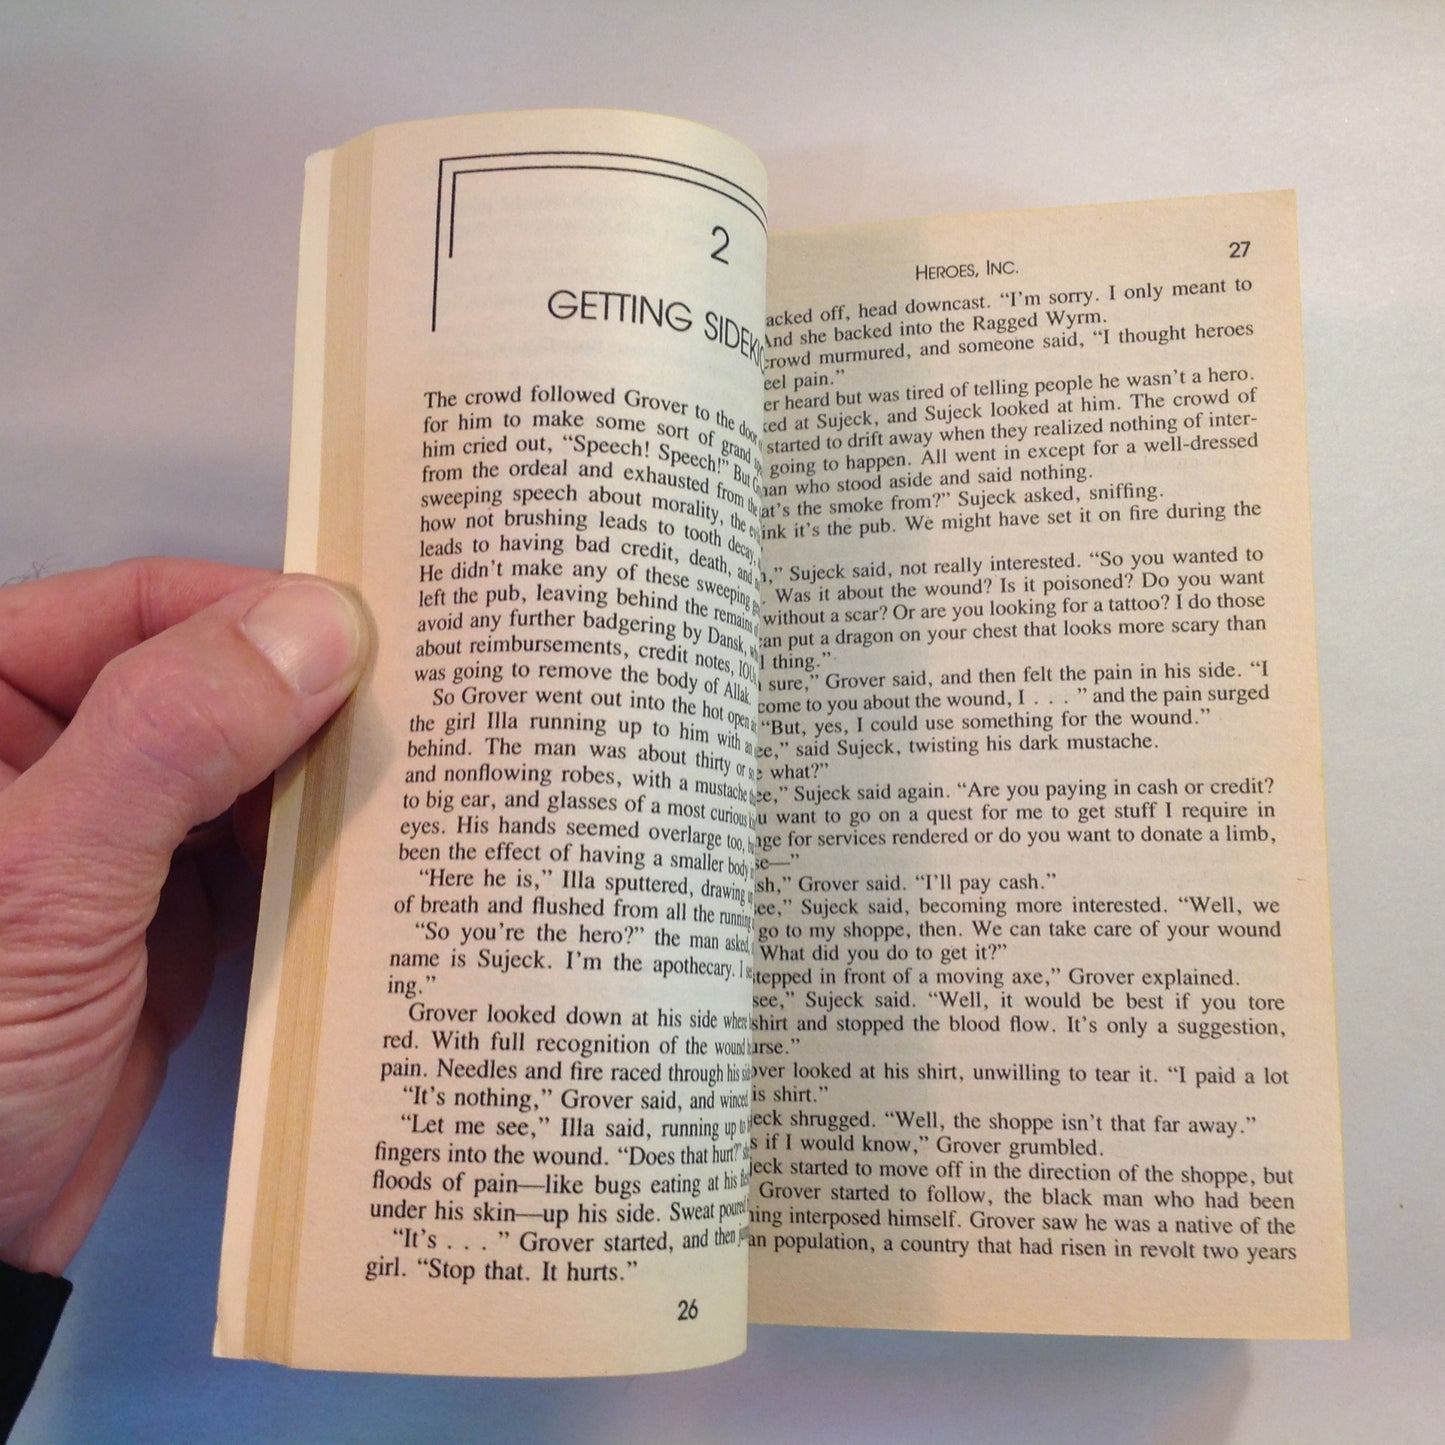 2
GETTING
The crowd followed Grover to the door
for him to make some sort of grand
him cried out, “Speech! Speech!” But
from the ordeal and exhausted from the
sweeping speech about morality, the
how not brushing leads to tooth decay,
leads to having bad credit, death, and
He didn’t make any of these sweeping
left the pub, leaving behind the remains
avoid any further badgering by Dansk,
about reimbursements, credit notes,
was going to remove the body of Allak.
So Grover went out into the hot open
the girl Illa running up to him with an
behind. The man was about thirty or
and nonflowing robes, with a mustache
to big ear, and glasses of a most curious
eyes. His hands seemed overlarge too,
been the effect of having a smaller body
“Here he is,” Illa sputtered, drawing
of breath and flushed from all the running
“So you’re the hero?” the man asked,
name is Sujeck. I’m the apothecary. I
ing.”
Grover looked down at his side where
red. With full recognition of the wound
pain. Needles and fire raced through his
“It’s nothing,” Grover said, and winced
“Let me see,” Illa said, running up to
fingers into the wound. “Does that hurt?”
floods of pain—like bugs eating at his
under his skin—up his side. Sweat poured
“It’s . . . ” Grover started, and then
girl. “Stop that. It hurts.”
26
HEROES, INC.
27
off, head downcast. “I’m sorry. I only meant to
And she backed into the Ragged Wyrm.
crowd murmured, and someone said, “I thought heroes
pain.”
heard but was tired of telling people he wasn’t a hero.
at Sujeck, and Sujeck looked at him. The crowd of
started to drift away when they realized nothing of inter-
going to happen. All went in except for a well-dressed
who stood aside and said nothing.
the smoke from?” Sujeck asked, sniffing.
it’s the pub. We might have set it on fire during the
Sujeck said, not really interested. “So you wanted to
Was it about the wound? Is it poisoned? Do you want
without a scar? Or are you looking for a tattoo? I do those
can put a dragon on your chest that looks more scary than
thing.”
sure,” Grover said, and then felt the pain in his side. “I
come to you about the wound, I . . . ” and the pain surged
“But, yes, I could use something for the wound.”
said Sujeck, twisting his dark mustache.
what?”
Sujeck said again. “Are you paying in cash or credit?
want to go on a quest for me to get stuff I require in
for services rendered or do you want to donate a limb,
Grover said. “I’ll pay cash.”
Sujeck said, becoming more interested. “Well, we
go to my shoppe, then. We can take care of your wound
What did you do to get it?”
stepped in front of a moving axe,” Grover explained.
see,” Sujeck said. “Well, it would be best if you tore
shirt and stopped the blood flow. It’s only a suggestion,
looked at his shirt, unwilling to tear it. “I paid a lot
shirt.”
shrugged. “Well, the shoppe isn’t that far away.”
if I would know,” Grover grumbled.
started to move off in the direction of the shoppe, but
Grover started to follow, the black man who had been
interposed himself. Grover saw he was a native of the
population, a country that had risen in revolt two years